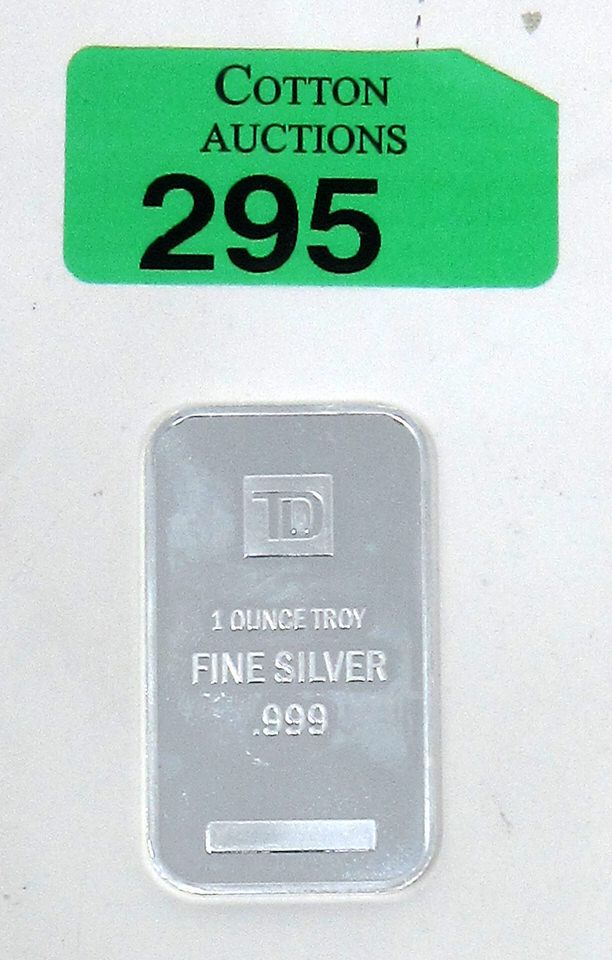 COTTON
AUCTIONS
295
TD
1 OUNCE TROY
FINE SILVER
.999